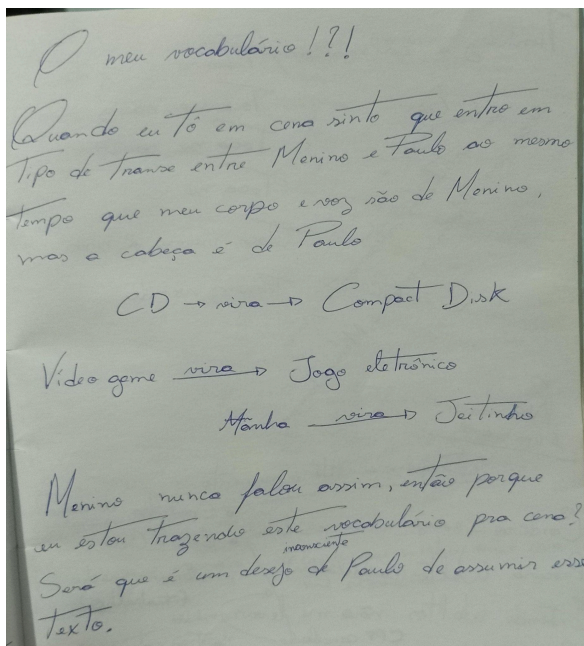 O meu vocabulário!?!
Quando eu tô em cena sinto que entro em
Tipo de Transe entre Menino e Paulo ao mesmo
Tempo que meu corpo e voz são de Menino,
mas a cabeça é de Paulo
CD → vira → Compact Disk
Vídeo game vira → Jogo eletrônico
Manha vira → Jeitinho
Menino nunca falou assim, então porque
eu estou trazendo este vocabulário pra cena?
inconsciente
Será que é um desejo de Paulo de assumir esse
Texto.